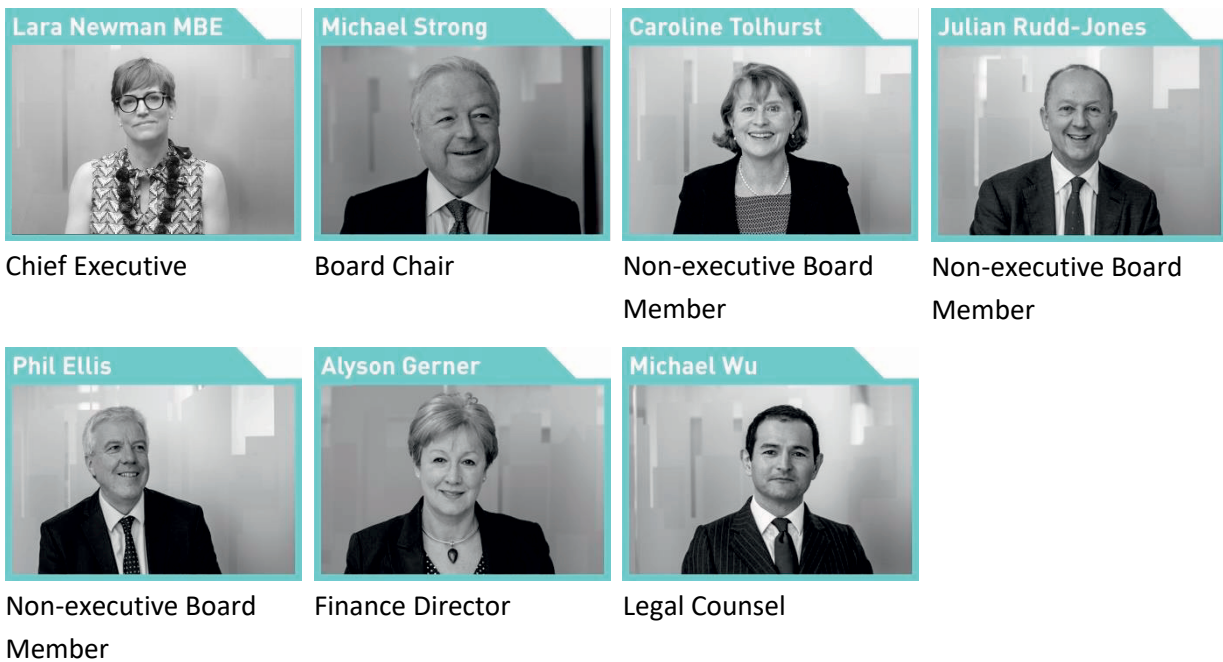 Lara Newman MBE
Michael Strong
Caroline Tolhurst
Julian Rudd-Jones
Chief Executive
Board Chair
Non-executive Board
Member
Non-executive Board
Member
Phil Ellis
Alyson Gerner
Michael Wu
Non-executive Board
Member
Finance Director
Legal Counsel